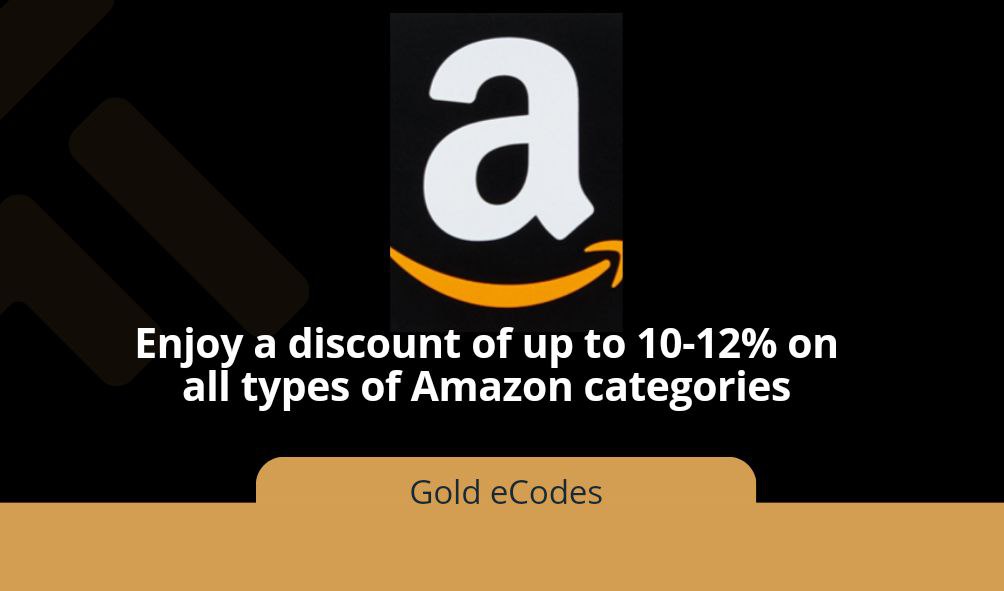 a
Enjoy a discount of up to 10-12% on
all types of Amazon categories
Gold eCodes